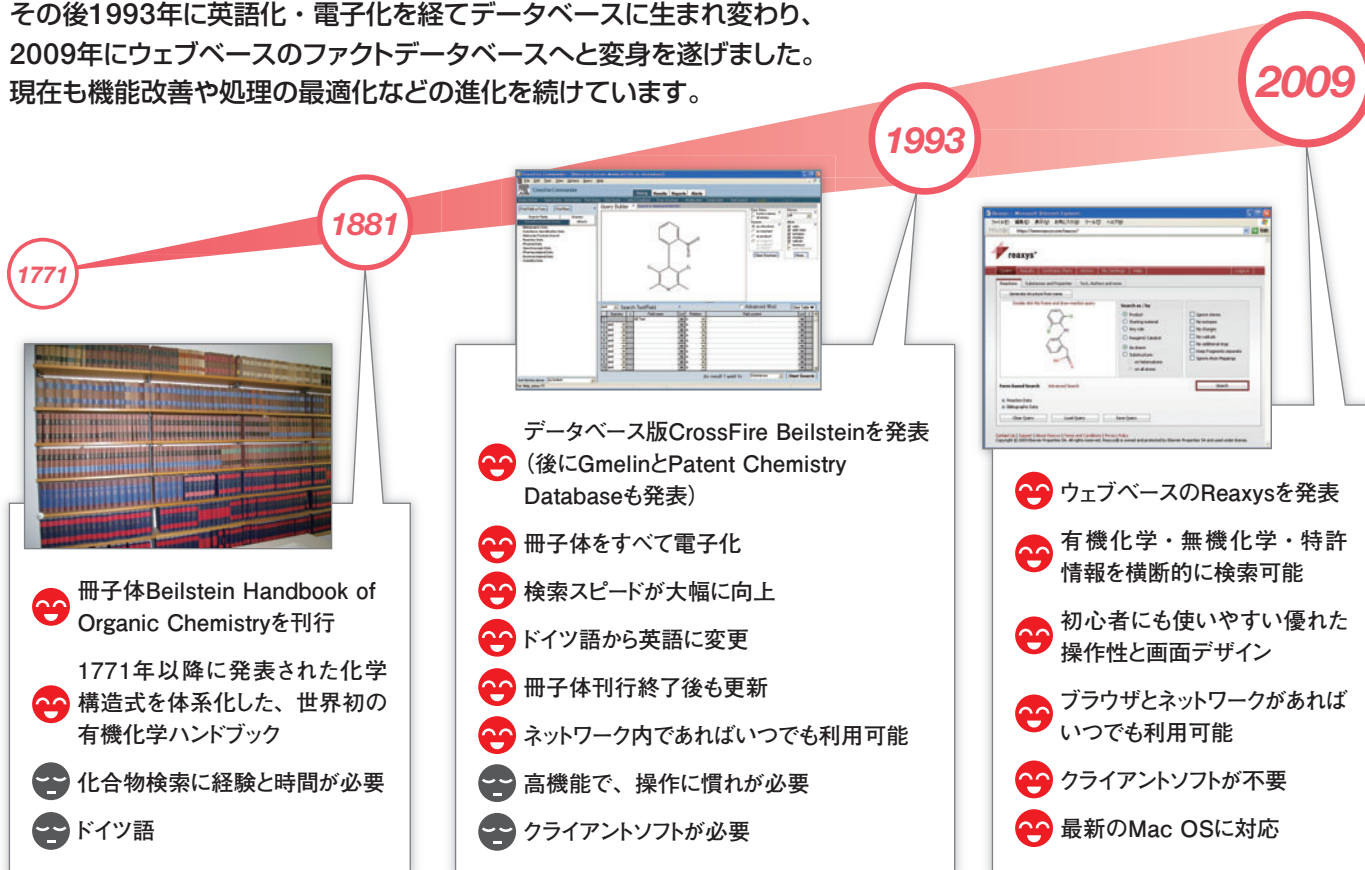 その後1993年に英語化・電子化を経てデータベースに生まれ変わり、
2009年にウェブベースのファクトデータベースへと変身を遂げました。
現在も機能改善や処理の最適化などの進化を続けています。
1771
1881
1993
2009
冊子体Beilstein Handbook of
Organic Chemistryを刊行
1771年以降に発表された化学
構造式を体系化した、世界初の
有機化学ハンドブック
化合物検索に経験と時間が必要
ドイツ語
Query Builder
データベース版CrossFire Beilsteinを発表
（後にGmelinとPatent Chemistry
Databaseも発表）
冊子体をすべて電子化
検索スピードが大幅に向上
ドイツ語から英語に変更
冊子体刊行終了後も更新
ネットワーク内であればいつでも利用可能
高機能で、操作に慣れが必要
クライアントソフトが必要
reaxys
ウェブベースのReaxysを発表
有機化学・無機化学・特許
情報を横断的に検索可能
初心者にも使いやすい優れた
操作性と画面デザイン
ブラウザとネットワークがあれば
いつでも利用可能
クライアントソフトが不要
最新のMac OSに対応